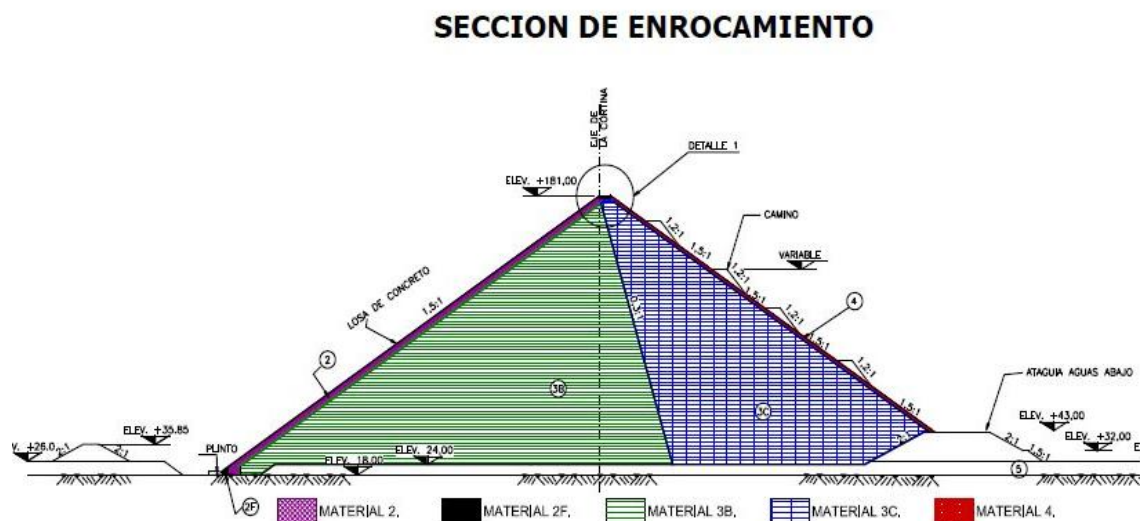 SECCION DE ENROCAMIENTO
EJE DE
LA CORTINA
DETALLE 1
ELEV. +181,00
1,2:1
1,5:1
CAMINO
VARIABLE
1,2:1
1,5:1
1,2:1
1,5:1
1,2:1
1,5:1
LOSA DE CONCRETO
1,5:1
0,3:1
4
2
3B
3C
ATAGUIA AGUAS ABAJO
ELEV. +43,00
ELEV. +32,00
2:1
1,5:1
2:1
5
V. +26.0
2:1
2:1
ELEV. +35.85
PLINTO
ELEV. 24,00
ELEV. 18,00
2F
MATERIAL 2,
MATERIAL 2F,
MATERIAL 3B,
MATERIAL 3C,
MATERIAL 4,